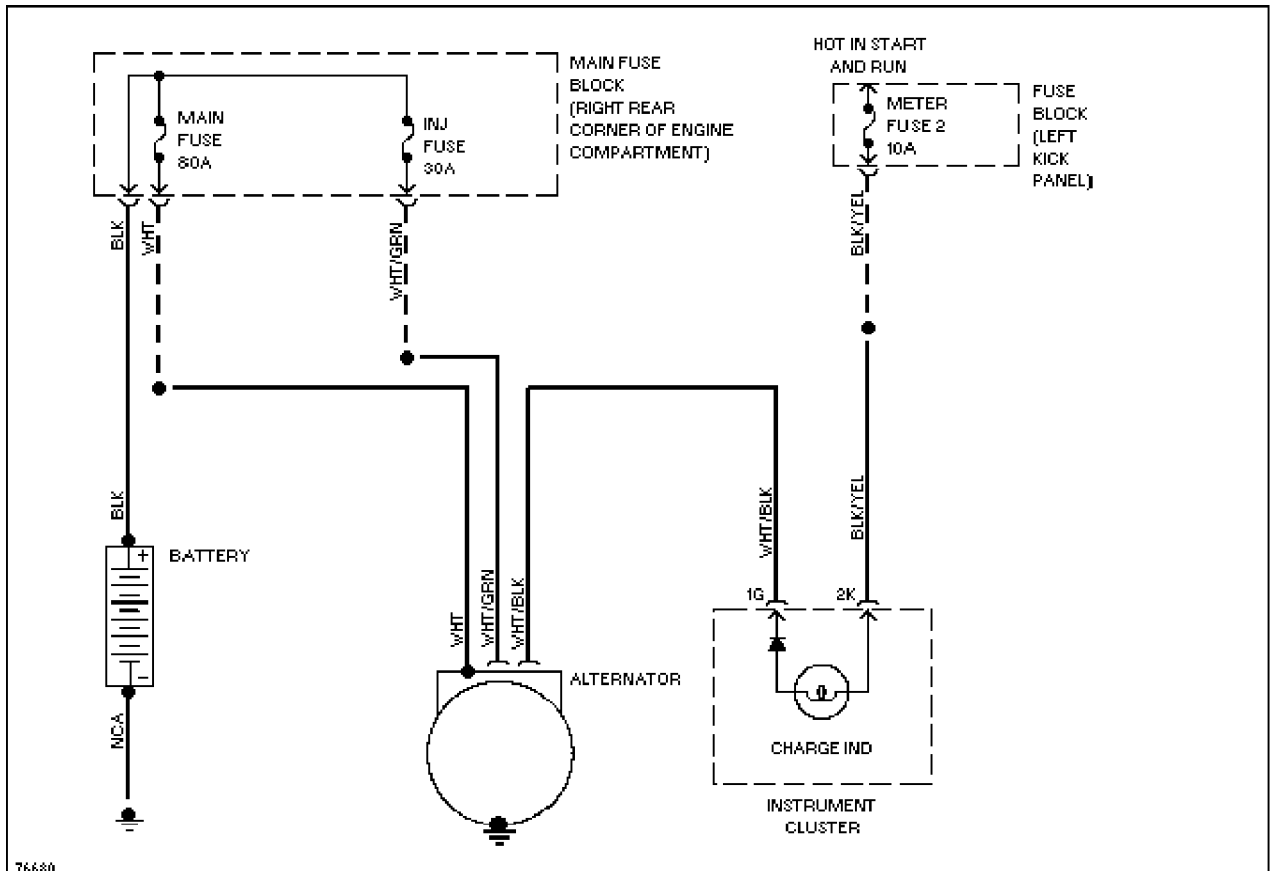 HOT IN START
AND RUN
MAIN FUSE
BLOCK
(RIGHT REAR
CORNER OF ENGINE
COMPARTMENT)
MAIN
FUSE
80A
INJ
FUSE
30A
METER
FUSE 2
10A
FUSE
BLOCK
(LEFT
KICK
PANEL)
BLK
WHT
WHT/GRN
BLK/YEL
BLK
WHT/BLK
BLK/YEL
+
BATTERY
-
1G
2K
WHT
WHT/GRN
WHT/BLK
ALTERNATOR
NCA
CHARGE IND
INSTRUMENT
CLUSTER
76680